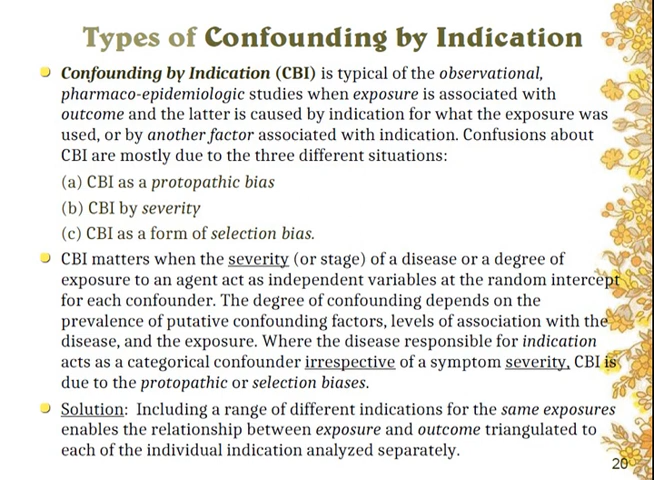 Types of Confounding by Indication
Confounding by Indication (CBI) is typical of the observational,
pharmaco-epidemiologic studies when exposure is associated with
outcome and the latter is caused by indication for what the exposure was
used, or by another factor associated with indication. Confusions about
CBI are mostly due to the three different situations:
(a) CBI as a protopathic bias
(b) CBI by severity
(c) CBI as a form of selection bias.
CBI matters when the severity (or stage) of a disease or a degree of
exposure to an agent act as independent variables at the random intercept
for each confounder. The degree of confounding depends on the
prevalence of putative confounding factors, levels of association with the
disease, and the exposure. Where the disease responsible for indication
acts as a categorical confounder irrespective of a symptom severity, CBI is
due to the protopathic or selection biases.
Solution: Including a range of different indications for the same exposures
enables the relationship between exposure and outcome triangulated to
each of the individual indication analyzed separately.
20